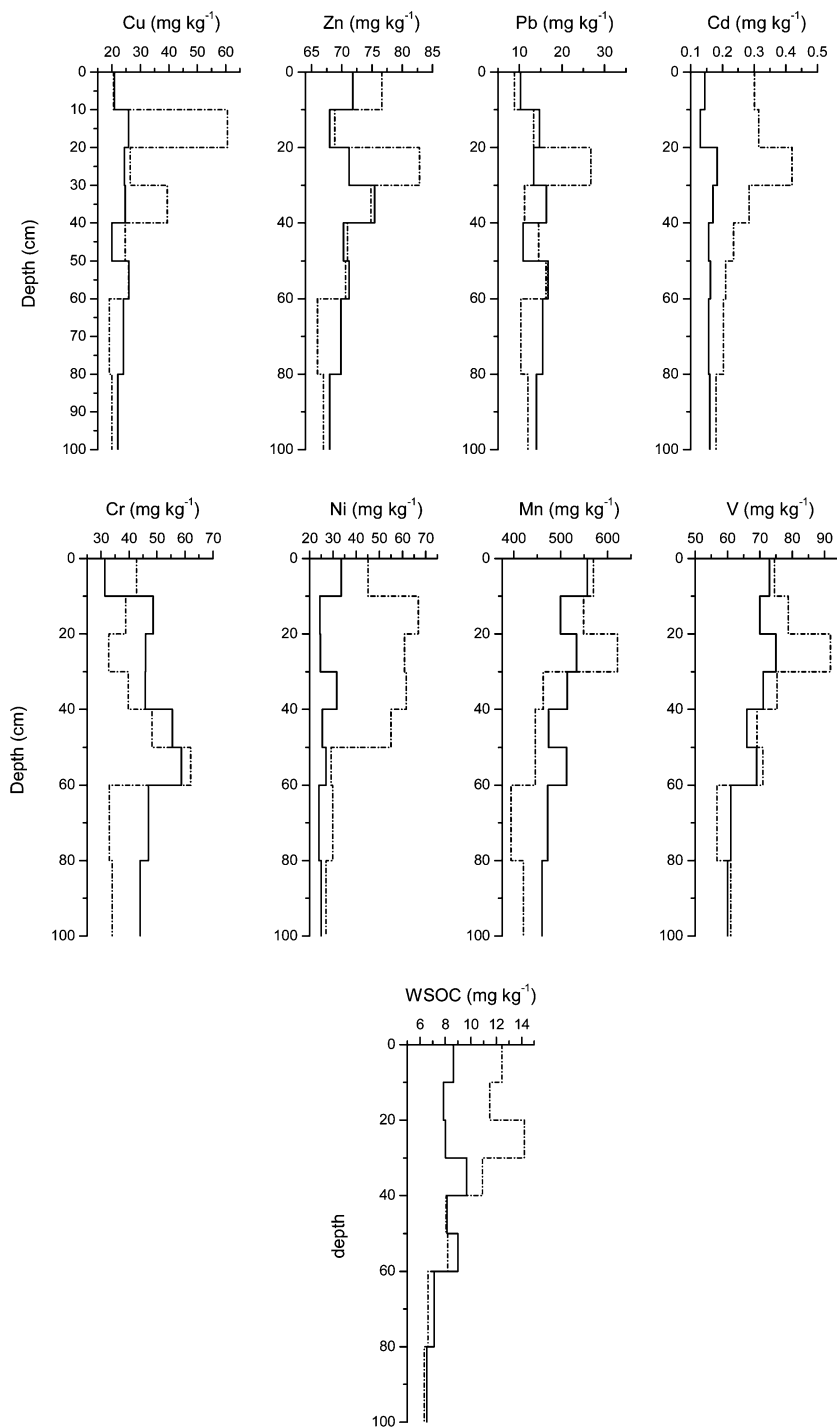 Cu (mg kg-1) Zn (mg kg-1) Pb (mg kg-1) Cd (mg kg-1)
20 30 40 50 60 65 70 75 80 85 10 20 30 0.1 0.2 0.3 0.4 0.5
0 0 0 0
10
20 20 20 20
30
40 40 40 40
50
60 60 60 60
70
80 80 80 80
90
100 100 100 100
Depth (cm)
Cr (mg kg-1) Ni (mg kg-1) Mn (mg kg-1) V (mg kg-1)
30 40 50 60 70 20 30 40 50 60 70 400 500 600 50 60 70 80 90
0 0 0 0
20 20 20 20
40 40 40 40
60 60 60 60
80 80 80 80
100 100 100 100
Depth (cm)
WSOC (mg kg-1)
6 8 10 12 14
0
20
40
60
80
100
depth